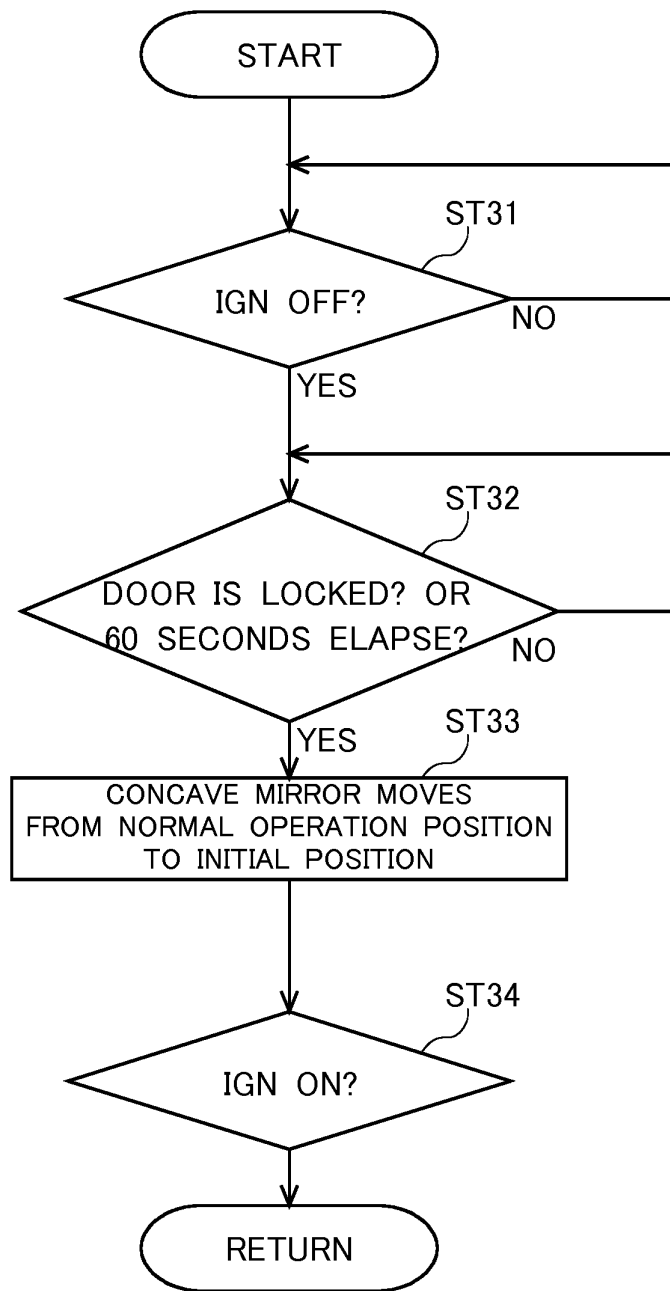 START
ST31
IGN OFF?
NO
YES
ST32
DOOR IS LOCKED? OR
60 SECONDS ELAPSE?
NO
YES
ST33
CONCAVE MIRROR MOVES
FROM NORMAL OPERATION POSITION
TO INITIAL POSITION
ST34
IGN ON?
RETURN